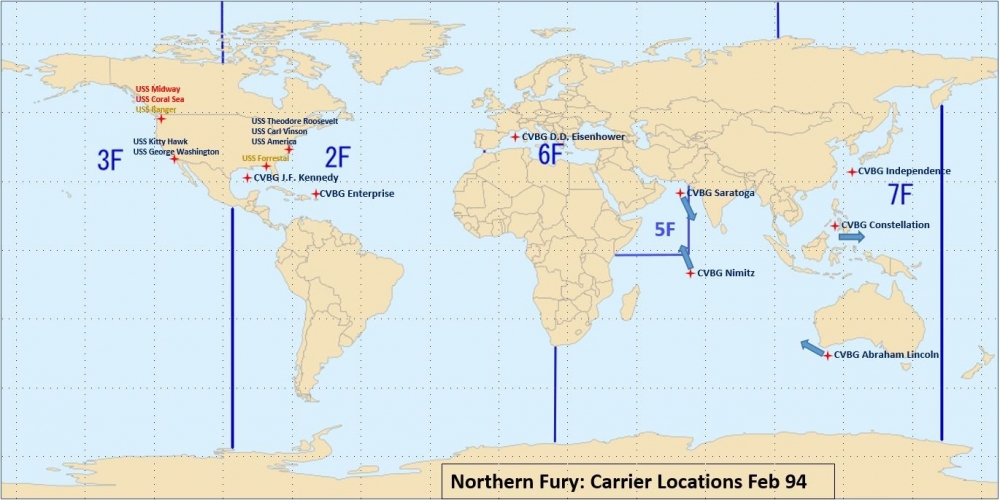 USS Midway
USS Coral Sea
USS Ranger
USS Kitty Hawk
USS George Washington
3F
USS Theodore Roosevelt
USS Carl Vinson
USS America
USS Forrestal
2F
CVBG J.F. Kennedy
CVBG Enterprise
CVBG D.D. Eisenhower
6F
CVBG Saratoga
5F
CVBG Nimitz
CVBG Independence
7F
CVBG Constellation
CVBG Abraham Lincoln
Northern Fury: Carrier Locations Feb 94